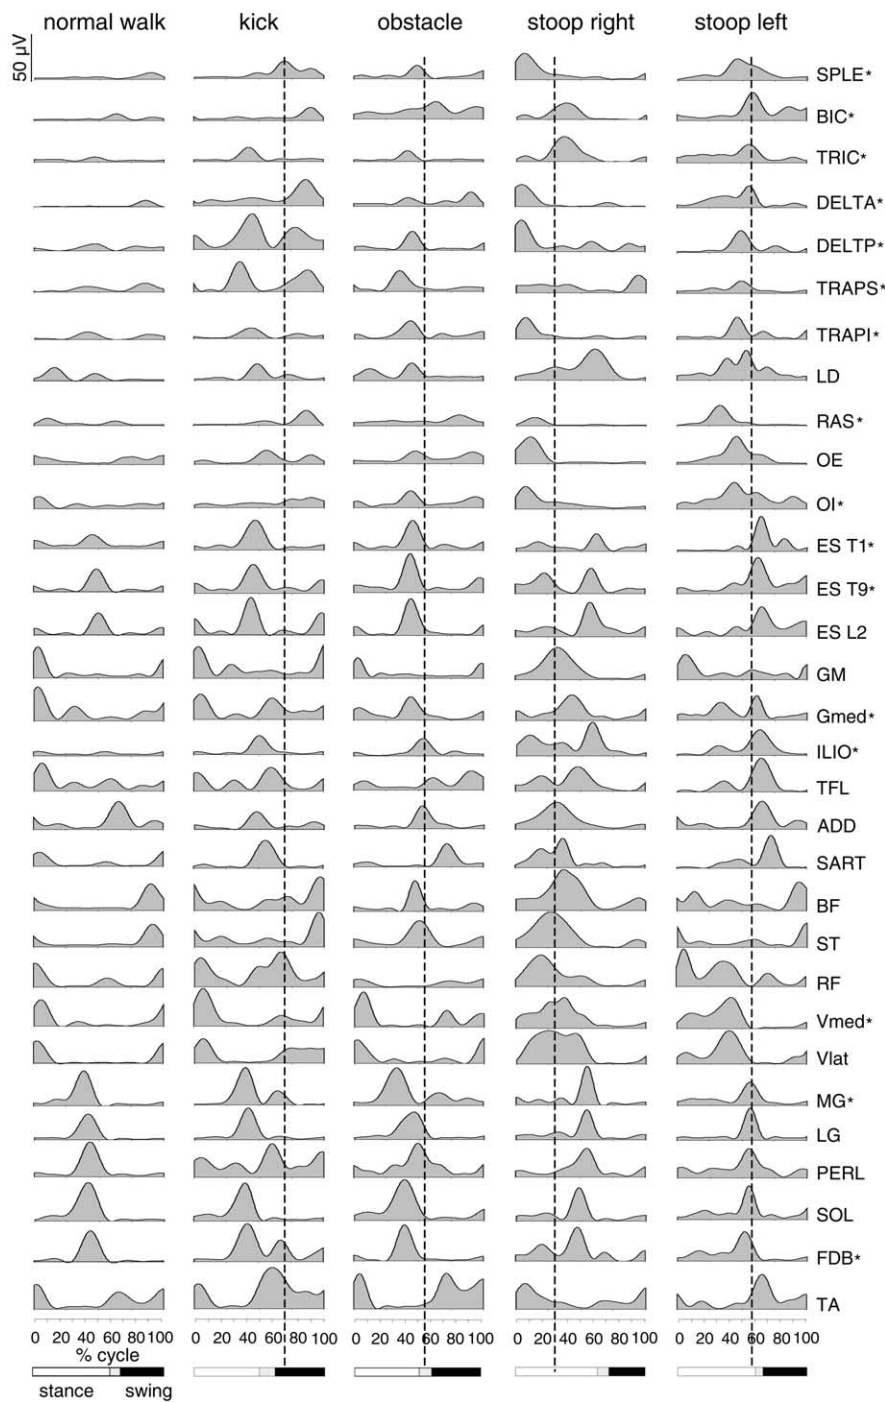 normal walk kick obstacle stoop right stoop left
50 µV
SPLE*
BIC*
TRIC*
DELTA*
DELTP*
TRAPS*
TRAPI*
LD
RAS*
OE
OI*
ES T1*
ES T9*
ES L2
GM
Gmed*
ILIO*
TFL
ADD
SART
BF
ST
RF
Vmed*
Vlat
MG*
LG
PERL
SOL
FDB*
TA
0 20 40 60 80 100 0 20 40 60 80 100 0 20 40 60 80 100 0 20 40 60 80 100 0 20 40 60 80 100
% cycle
stance swing